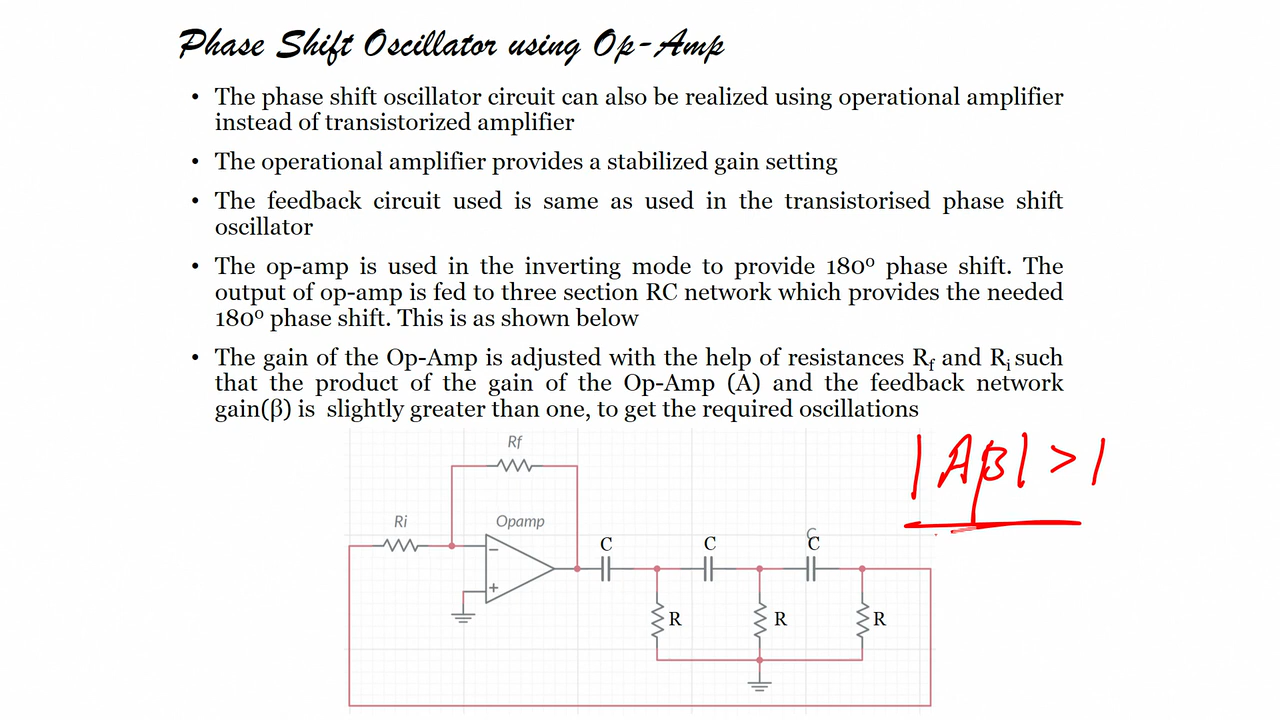 Phase Shift Oscillator using Op-Amp
• The phase shift oscillator circuit can also be realized using operational amplifier
instead of transistorized amplifier
• The operational amplifier provides a stabilized gain setting
• The feedback circuit used is same as used in the transistorised phase shift
oscillator
• The op-amp is used in the inverting mode to provide 180⁰ phase shift. The
output of op-amp is fed to three section RC network which provides the needed
180⁰ phase shift. This is as shown below
• The gain of the Op-Amp is adjusted with the help of resistances Rf and Ri such
that the product of the gain of the Op-Amp (A) and the feedback network
gain(β) is slightly greater than one, to get the required oscillations
|Aβ| > 1
Rf
Ri
Opamp
C
C
C
C
−
+
R
R
R